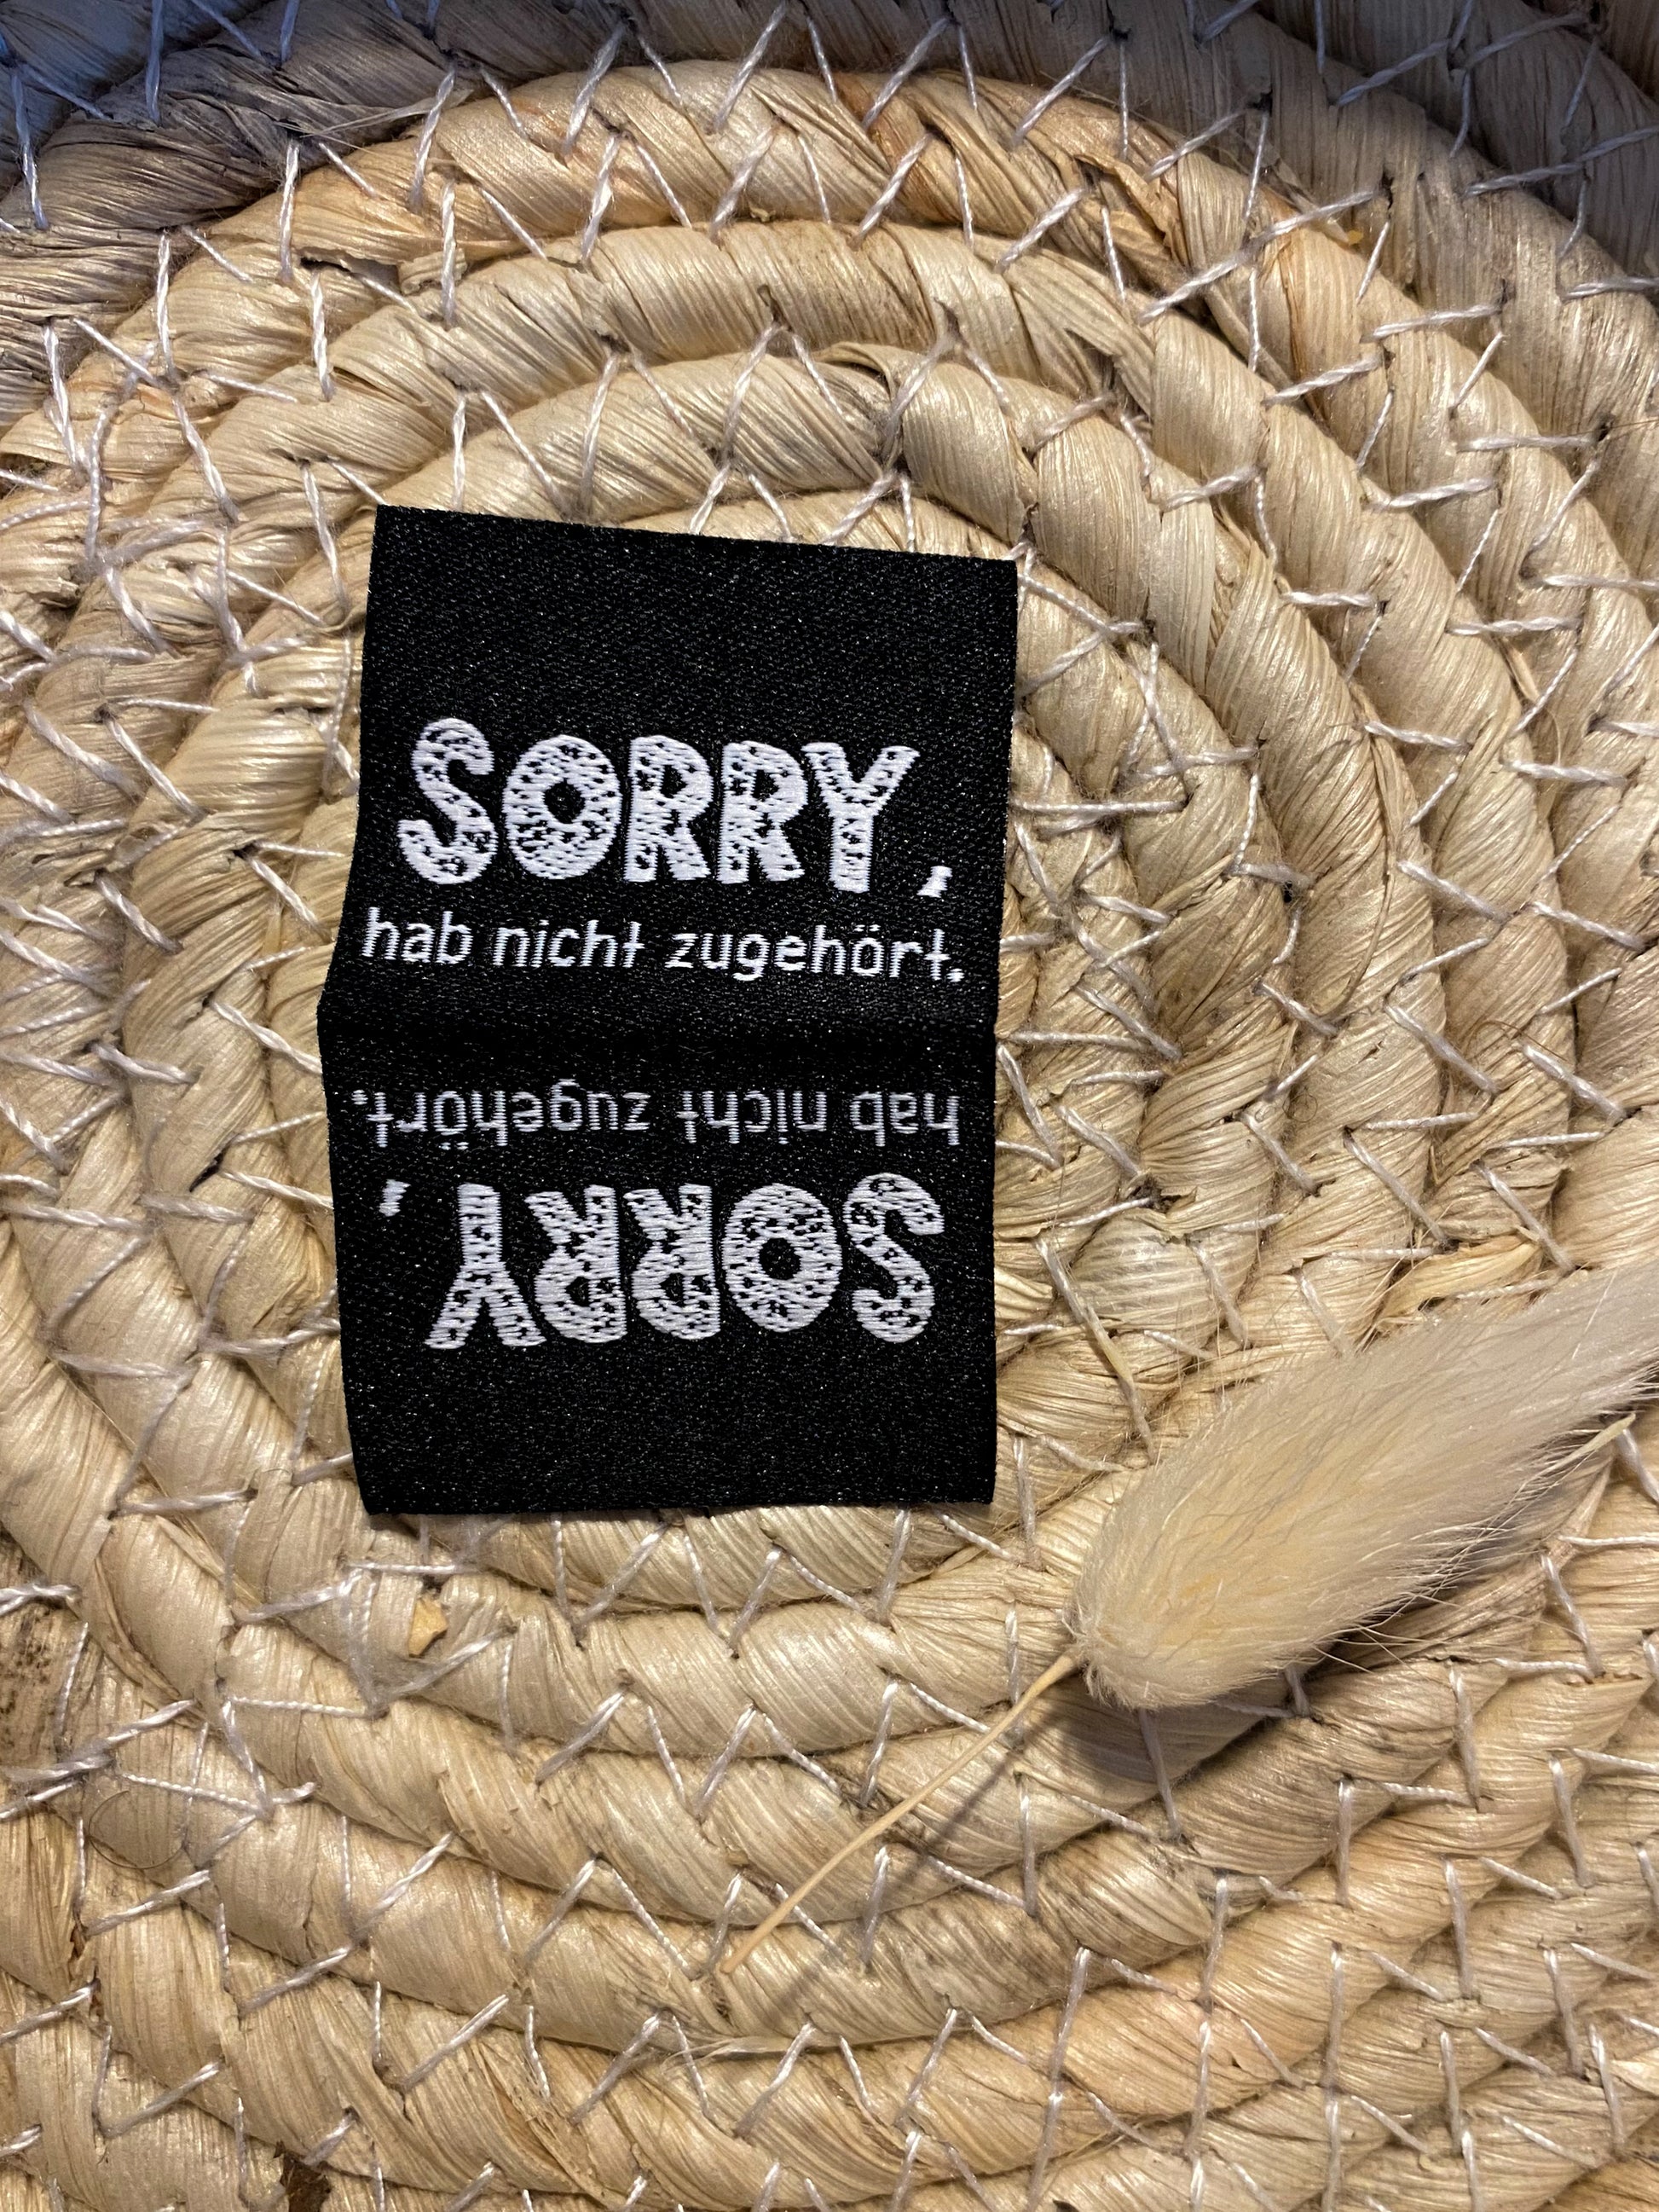 SORRY,
hab nicht zugehört.
hab nicht zugehört.
SORRY,